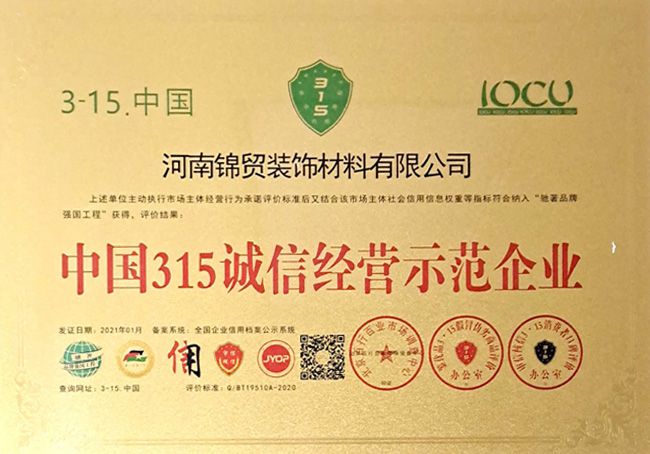 3-15.中国
315
IOCU
河南锦贸装饰材料有限公司
上述单位主动执行市场主体经营行为承诺评价标准后又结合该市场主体社会信用信息权重等指标符合纳入“驰著品牌
强国工程”获得、评价结果：
中国315诚信经营示范企业
发证日期：2021年01月 备案系统：全国企业信用档案公示系统
信
JYDP
办公室
办公室
查询网址：3-15.中国 评价标准：Q/BT19510A-2020